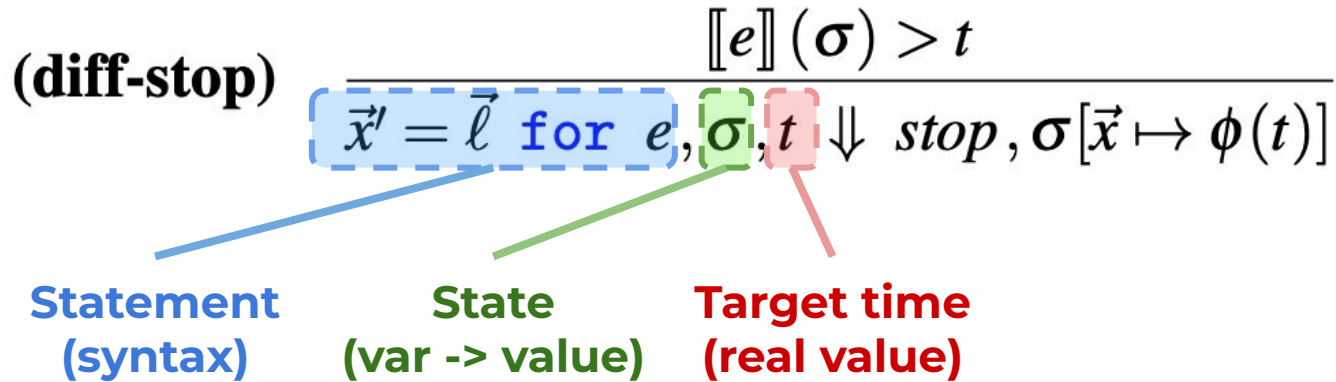 ⟦e⟧(σ) > t
(diff-stop)
x⃗′ = ℓ⃗ for e, σ, t ⇓ stop, σ[x⃗ ↦ ϕ(t)]
Statement State Target time
(syntax) (var -> value) (real value)